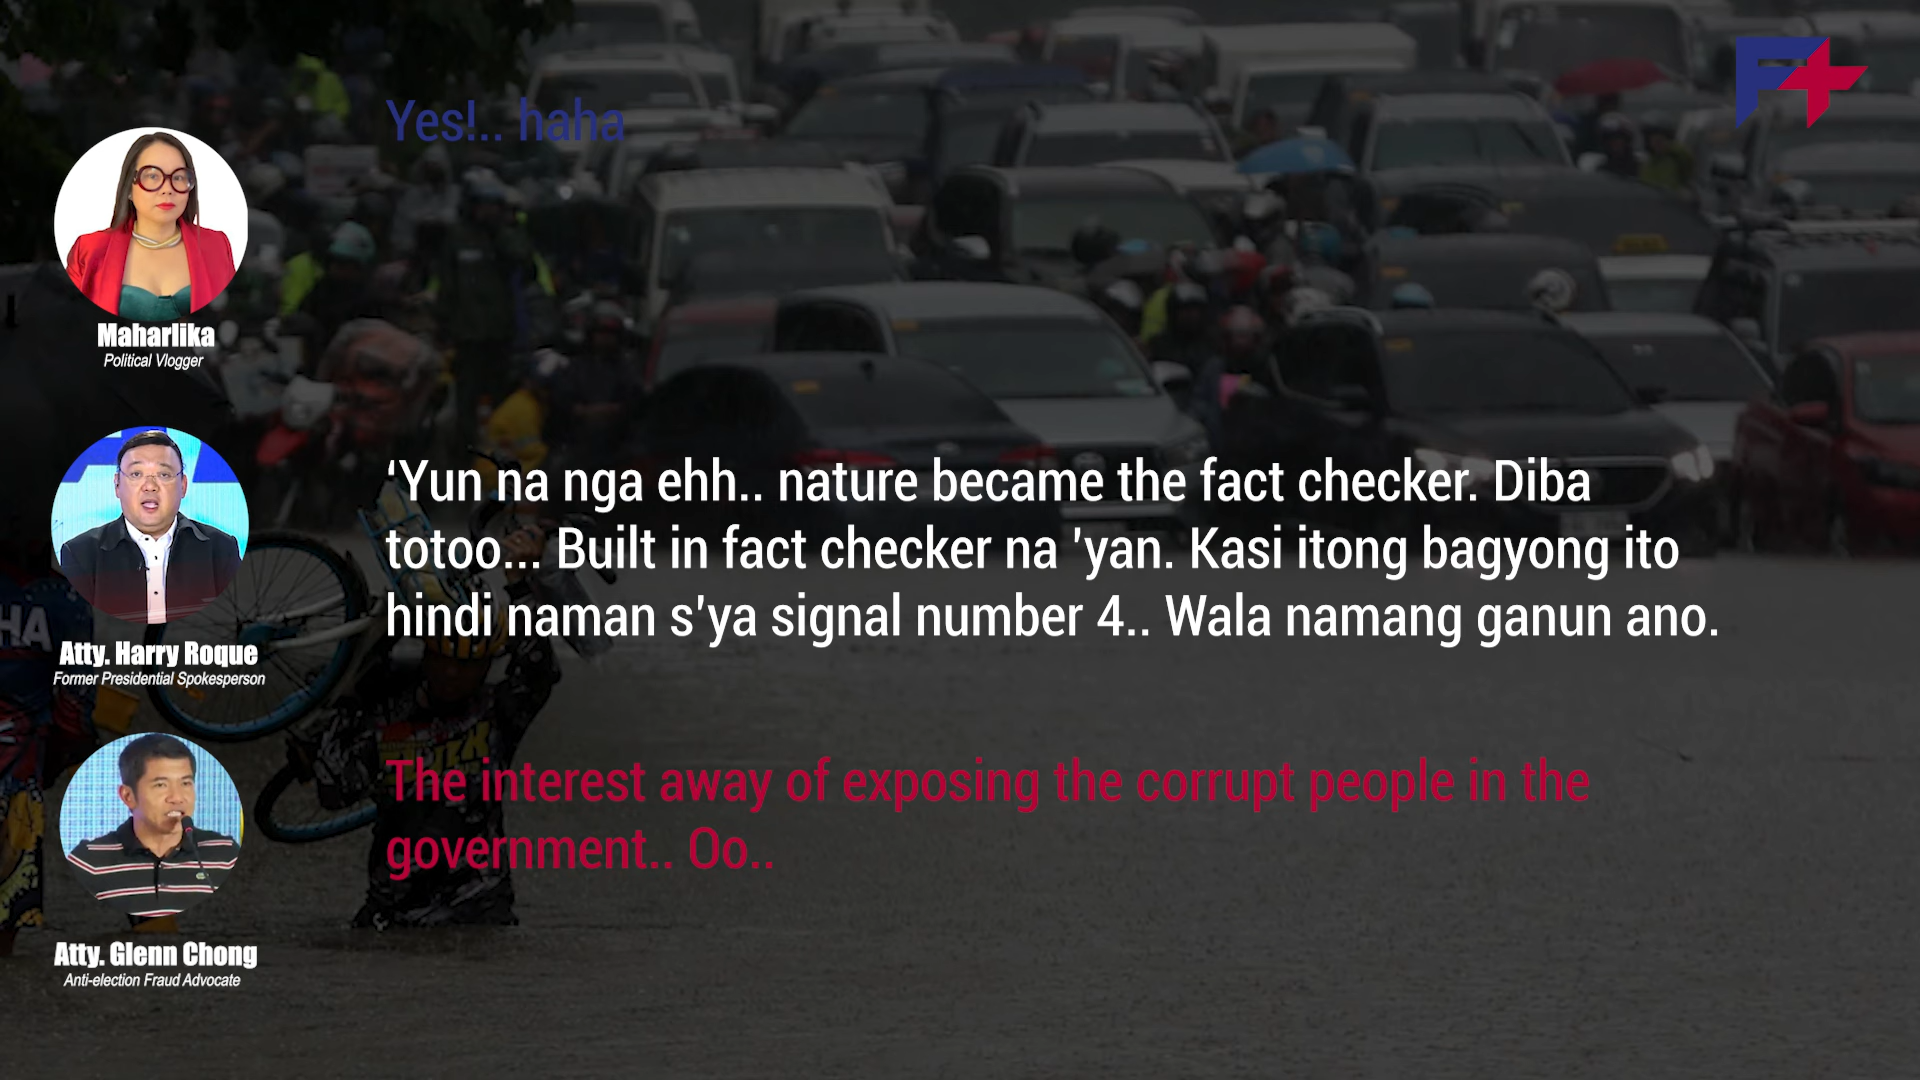 Yes!.. haha
Maharlika
Political Vlogger
‘Yun na nga ehh.. nature became the fact checker. Diba
totoo... Built in fact checker na 'yan. Kasi itong bagyong ito
hindi naman s'ya signal number 4.. Wala namang ganun ano.
Atty. Harry Roque
Former Presidential Spokesperson
The interest away of exposing the corrupt people in the
government.. Oo..
Atty. Glenn Chong
Anti-election Fraud Advocate